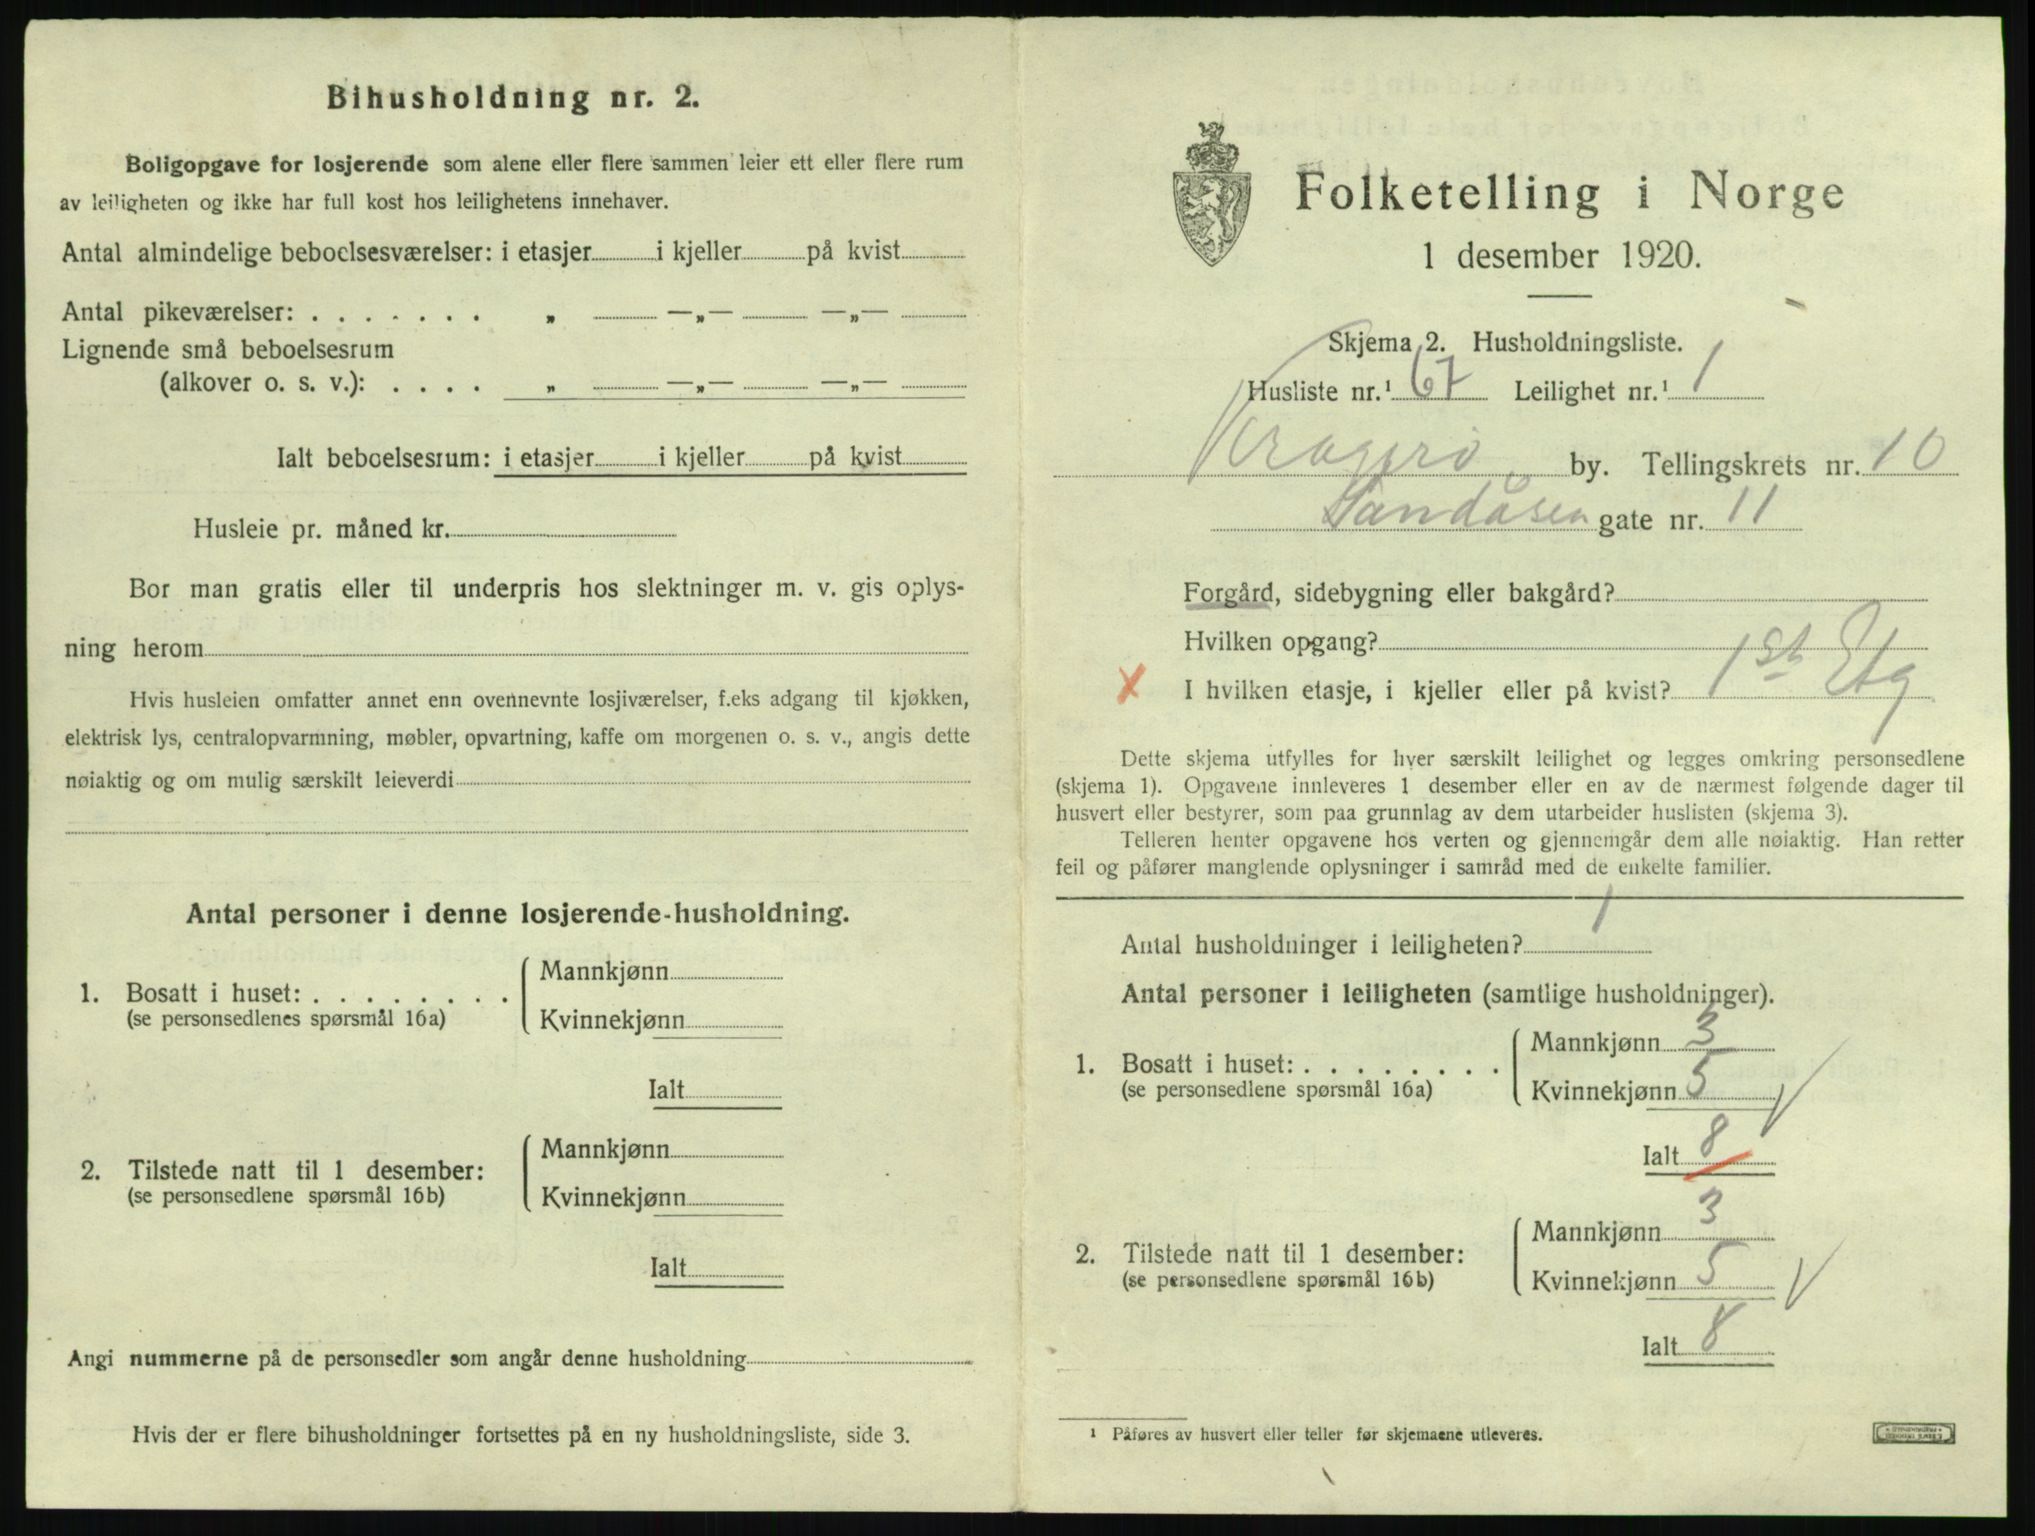 Bihusholdning nr. 2.
Boligopgave for losjerende som alene eller flere sammen leier ett eller flere rum
av leiligheten og ikke har full kost hos leilighetens innehaver.
Antal almindelige beboelsesværelser: i etasjer i kjeller på kvist
Antal pikeværelser: . . . . . . . „ —„— —„—
Lignende små beboelsesrum
(alkover o. s. v.): . . . . „ —„— —„—
Ialt beboelsesrum: i etasjer i kjeller på kvist
Husleie pr. måned kr.
Bor man gratis eller til underpris hos slektninger m. v. gis oplys-
ning herom
Hvis husleien omfatter annet enn ovennevnte losjiværelser, f.eks adgang til kjøkken,
elektrisk lys, centralopvarmning, møbler, opvartning, kaffe om morgenen o. s. v., angis dette
nøiaktig og om mulig særskilt leieverdi
Antal personer i denne losjerende-husholdning.
1. Bosatt i huset: . . . . . . . .
(se personsedlenes spørsmål 16a)
Mannkjønn
Kvinnekjønn
Ialt
2. Tilstede natt til 1 desember:
(se personsedlene spørsmål 16b)
Mannkjønn
Kvinnekjønn
Ialt
Angi nummerne på de personsedler som angår denne husholdning
Hvis der er flere bihusholdninger fortsettes på en ny husholdningsliste, side 3.
Folketelling i Norge
1 desember 1920.
Skjema 2. Husholdningsliste.
Husliste nr.¹ 67 Leilighet nr.¹ 1
Kragerø by. Tellingskrets nr. 10
Sandåsen gate nr. 11
Forgård, sidebygning eller bakgård?
Hvilken opgang?
X I hvilken etasje, i kjeller eller på kvist? 1st Etg
Dette skjema utfylles for hver særskilt leilighet og legges omkring personsedlene
(skjema 1). Opgavene innleveres 1 desember eller en av de nærmest følgende dager til
husvert eller bestyrer, som paa grunnlag av dem utarbeider huslisten (skjema 3).
Telleren henter opgavene hos verten og gjennemgår dem alle nøiaktig. Han retter
feil og påfører manglende oplysninger i samråd med de enkelte familier.
Antal husholdninger i leiligheten? 1
Antal personer i leiligheten (samtlige husholdninger).
1. Bosatt i huset: . . . . . . . .
(se personsedlene spørsmål 16a)
Mannkjønn 3
Kvinnekjønn 5
Ialt 8
2. Tilstede natt til 1 desember:
(se personsedlene spørsmål 16b)
Mannkjønn 3
Kvinnekjønn 5
Ialt 8
¹ Påføres av husvert eller teller før skjemaene utleveres.